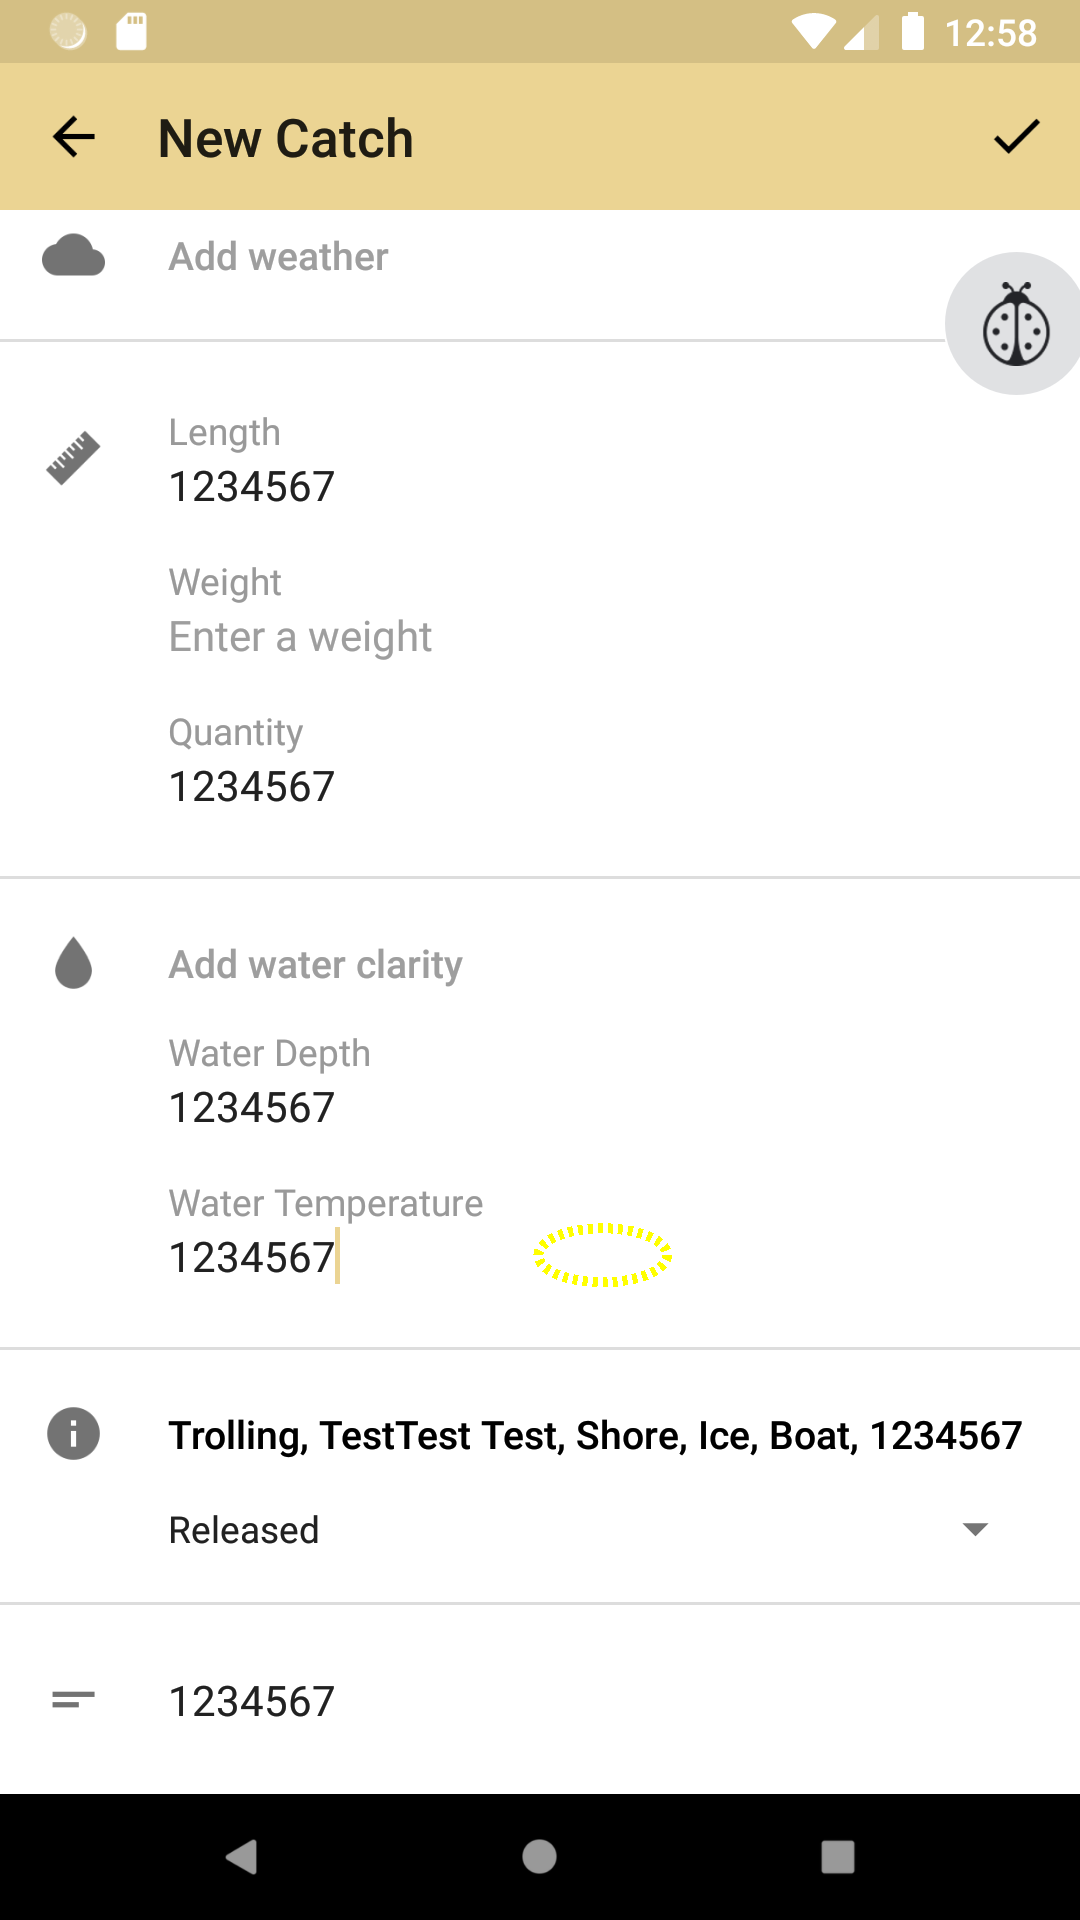 12:58
New Catch
Add weather
Length
1234567
Weight
Enter a weight
Quantity
1234567
Add water clarity
Water Depth
1234567
Water Temperature
1234567
Trolling, TestTest Test, Shore, Ice, Boat, 1234567
Released
1234567